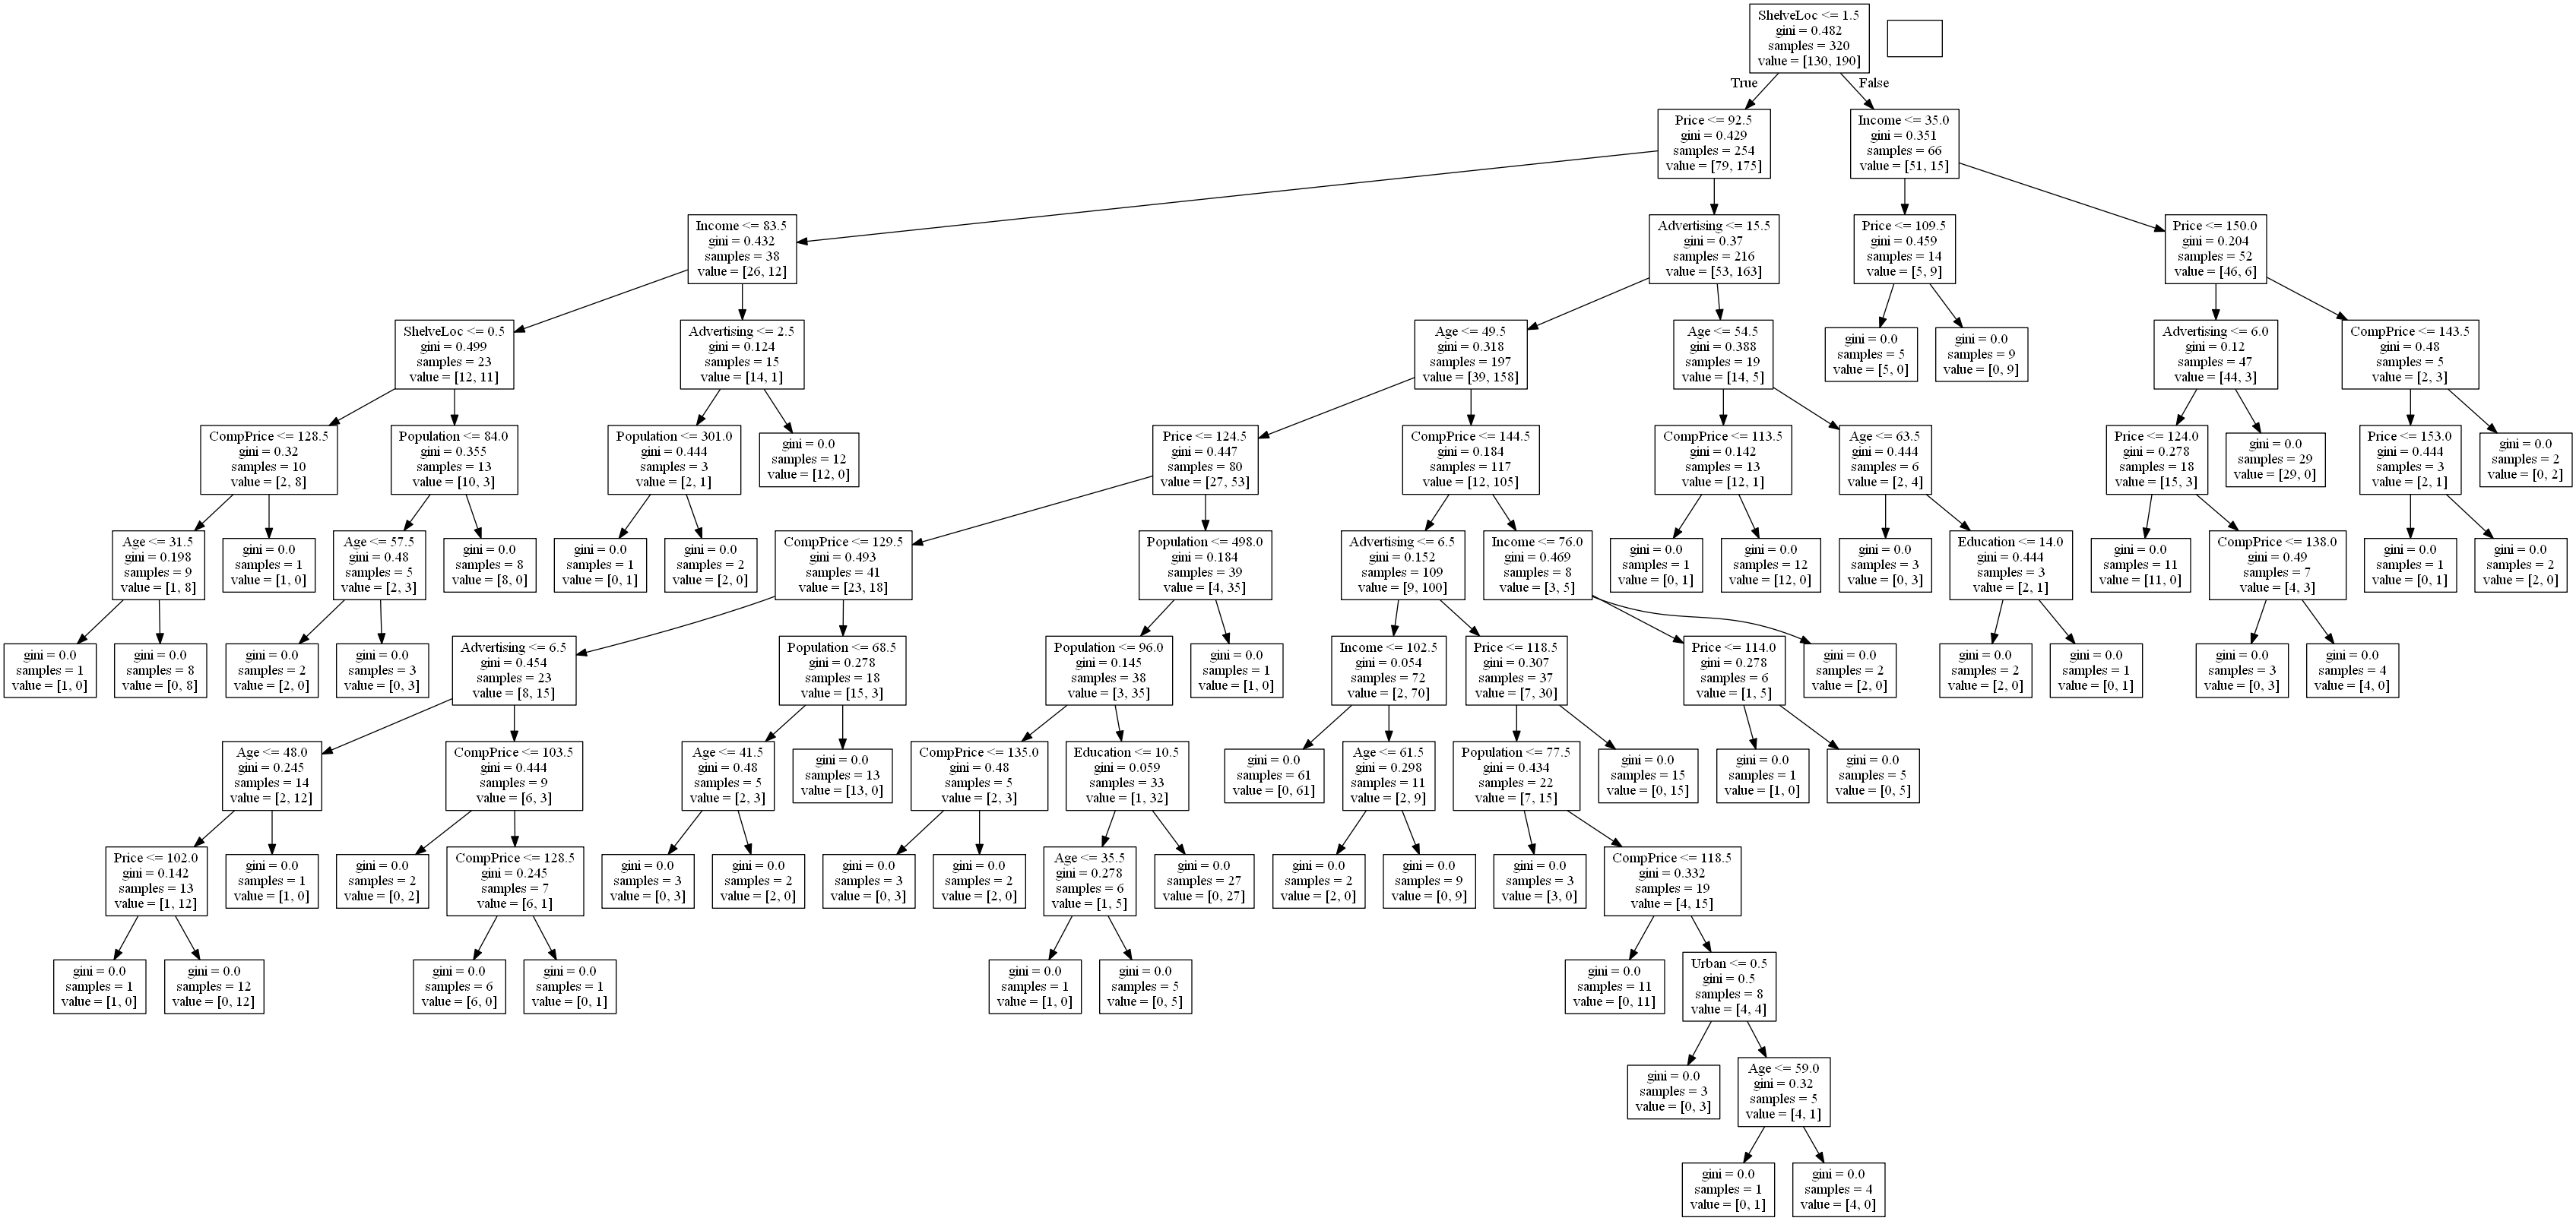 ShelveLoc <= 1.5
gini = 0.482
samples = 320
value = [130, 190]
True
False
Price <= 92.5
gini = 0.429
samples = 254
value = [79, 175]
Income <= 35.0
gini = 0.351
samples = 66
value = [51, 15]
Income <= 83.5
gini = 0.432
samples = 38
value = [26, 12]
Advertising <= 15.5
gini = 0.37
samples = 216
value = [53, 163]
Price <= 109.5
gini = 0.459
samples = 14
value = [5, 9]
Price <= 150.0
gini = 0.204
samples = 52
value = [46, 6]
ShelveLoc <= 0.5
gini = 0.499
samples = 23
value = [12, 11]
Advertising <= 2.5
gini = 0.124
samples = 15
value = [14, 1]
Age <= 49.5
gini = 0.318
samples = 197
value = [39, 158]
Age <= 54.5
gini = 0.388
samples = 19
value = [14, 5]
gini = 0.0
samples = 5
value = [5, 0]
gini = 0.0
samples = 9
value = [0, 9]
Advertising <= 6.0
gini = 0.12
samples = 47
value = [44, 3]
CompPrice <= 143.5
gini = 0.48
samples = 5
value = [2, 3]
CompPrice <= 128.5
gini = 0.32
samples = 10
value = [2, 8]
Population <= 84.0
gini = 0.355
samples = 13
value = [10, 3]
Population <= 301.0
gini = 0.444
samples = 3
value = [2, 1]
gini = 0.0
samples = 12
value = [12, 0]
Price <= 124.5
gini = 0.447
samples = 80
value = [27, 53]
CompPrice <= 144.5
gini = 0.184
samples = 117
value = [12, 105]
CompPrice <= 113.5
gini = 0.142
samples = 13
value = [12, 1]
Age <= 63.5
gini = 0.444
samples = 6
value = [2, 4]
Price <= 124.0
gini = 0.278
samples = 18
value = [15, 3]
gini = 0.0
samples = 29
value = [29, 0]
Price <= 153.0
gini = 0.444
samples = 3
value = [2, 1]
gini = 0.0
samples = 2
value = [0, 2]
Age <= 31.5
gini = 0.198
samples = 9
value = [1, 8]
gini = 0.0
samples = 1
value = [1, 0]
Age <= 57.5
gini = 0.48
samples = 5
value = [2, 3]
gini = 0.0
samples = 8
value = [8, 0]
gini = 0.0
samples = 1
value = [0, 1]
gini = 0.0
samples = 2
value = [2, 0]
CompPrice <= 129.5
gini = 0.493
samples = 41
value = [23, 18]
Population <= 498.0
gini = 0.184
samples = 39
value = [4, 35]
Advertising <= 6.5
gini = 0.152
samples = 109
value = [9, 100]
Income <= 76.0
gini = 0.469
samples = 8
value = [3, 5]
gini = 0.0
samples = 1
value = [0, 1]
gini = 0.0
samples = 12
value = [12, 0]
gini = 0.0
samples = 3
value = [0, 3]
Education <= 14.0
gini = 0.444
samples = 3
value = [2, 1]
gini = 0.0
samples = 11
value = [11, 0]
CompPrice <= 138.0
gini = 0.49
samples = 7
value = [4, 3]
gini = 0.0
samples = 1
value = [0, 1]
gini = 0.0
samples = 2
value = [2, 0]
gini = 0.0
samples = 1
value = [1, 0]
gini = 0.0
samples = 8
value = [0, 8]
gini = 0.0
samples = 2
value = [2, 0]
gini = 0.0
samples = 3
value = [0, 3]
Advertising <= 6.5
gini = 0.454
samples = 23
value = [8, 15]
Population <= 68.5
gini = 0.278
samples = 18
value = [15, 3]
Population <= 96.0
gini = 0.145
samples = 38
value = [3, 35]
gini = 0.0
samples = 1
value = [1, 0]
Income <= 102.5
gini = 0.054
samples = 72
value = [2, 70]
Price <= 118.5
gini = 0.307
samples = 37
value = [7, 30]
Price <= 114.0
gini = 0.278
samples = 6
value = [1, 5]
gini = 0.0
samples = 2
value = [2, 0]
gini = 0.0
samples = 2
value = [2, 0]
gini = 0.0
samples = 1
value = [0, 1]
gini = 0.0
samples = 3
value = [0, 3]
gini = 0.0
samples = 4
value = [4, 0]
Age <= 48.0
gini = 0.245
samples = 14
value = [2, 12]
CompPrice <= 103.5
gini = 0.444
samples = 9
value = [6, 3]
Age <= 41.5
gini = 0.48
samples = 5
value = [2, 3]
gini = 0.0
samples = 13
value = [13, 0]
CompPrice <= 135.0
gini = 0.48
samples = 5
value = [2, 3]
Education <= 10.5
gini = 0.059
samples = 33
value = [1, 32]
gini = 0.0
samples = 61
value = [0, 61]
Age <= 61.5
gini = 0.298
samples = 11
value = [2, 9]
Population <= 77.5
gini = 0.434
samples = 22
value = [7, 15]
gini = 0.0
samples = 15
value = [0, 15]
gini = 0.0
samples = 1
value = [1, 0]
gini = 0.0
samples = 5
value = [0, 5]
Price <= 102.0
gini = 0.142
samples = 13
value = [1, 12]
gini = 0.0
samples = 1
value = [1, 0]
gini = 0.0
samples = 2
value = [0, 2]
CompPrice <= 128.5
gini = 0.245
samples = 7
value = [6, 1]
gini = 0.0
samples = 3
value = [0, 3]
gini = 0.0
samples = 2
value = [2, 0]
gini = 0.0
samples = 3
value = [0, 3]
gini = 0.0
samples = 2
value = [2, 0]
Age <= 35.5
gini = 0.278
samples = 6
value = [1, 5]
gini = 0.0
samples = 27
value = [0, 27]
gini = 0.0
samples = 2
value = [2, 0]
gini = 0.0
samples = 9
value = [0, 9]
gini = 0.0
samples = 3
value = [3, 0]
CompPrice <= 118.5
gini = 0.332
samples = 19
value = [4, 15]
gini = 0.0
samples = 1
value = [1, 0]
gini = 0.0
samples = 12
value = [0, 12]
gini = 0.0
samples = 6
value = [6, 0]
gini = 0.0
samples = 1
value = [0, 1]
gini = 0.0
samples = 1
value = [1, 0]
gini = 0.0
samples = 5
value = [0, 5]
gini = 0.0
samples = 11
value = [0, 11]
Urban <= 0.5
gini = 0.5
samples = 8
value = [4, 4]
gini = 0.0
samples = 3
value = [0, 3]
Age <= 59.0
gini = 0.32
samples = 5
value = [4, 1]
gini = 0.0
samples = 1
value = [0, 1]
gini = 0.0
samples = 4
value = [4, 0]